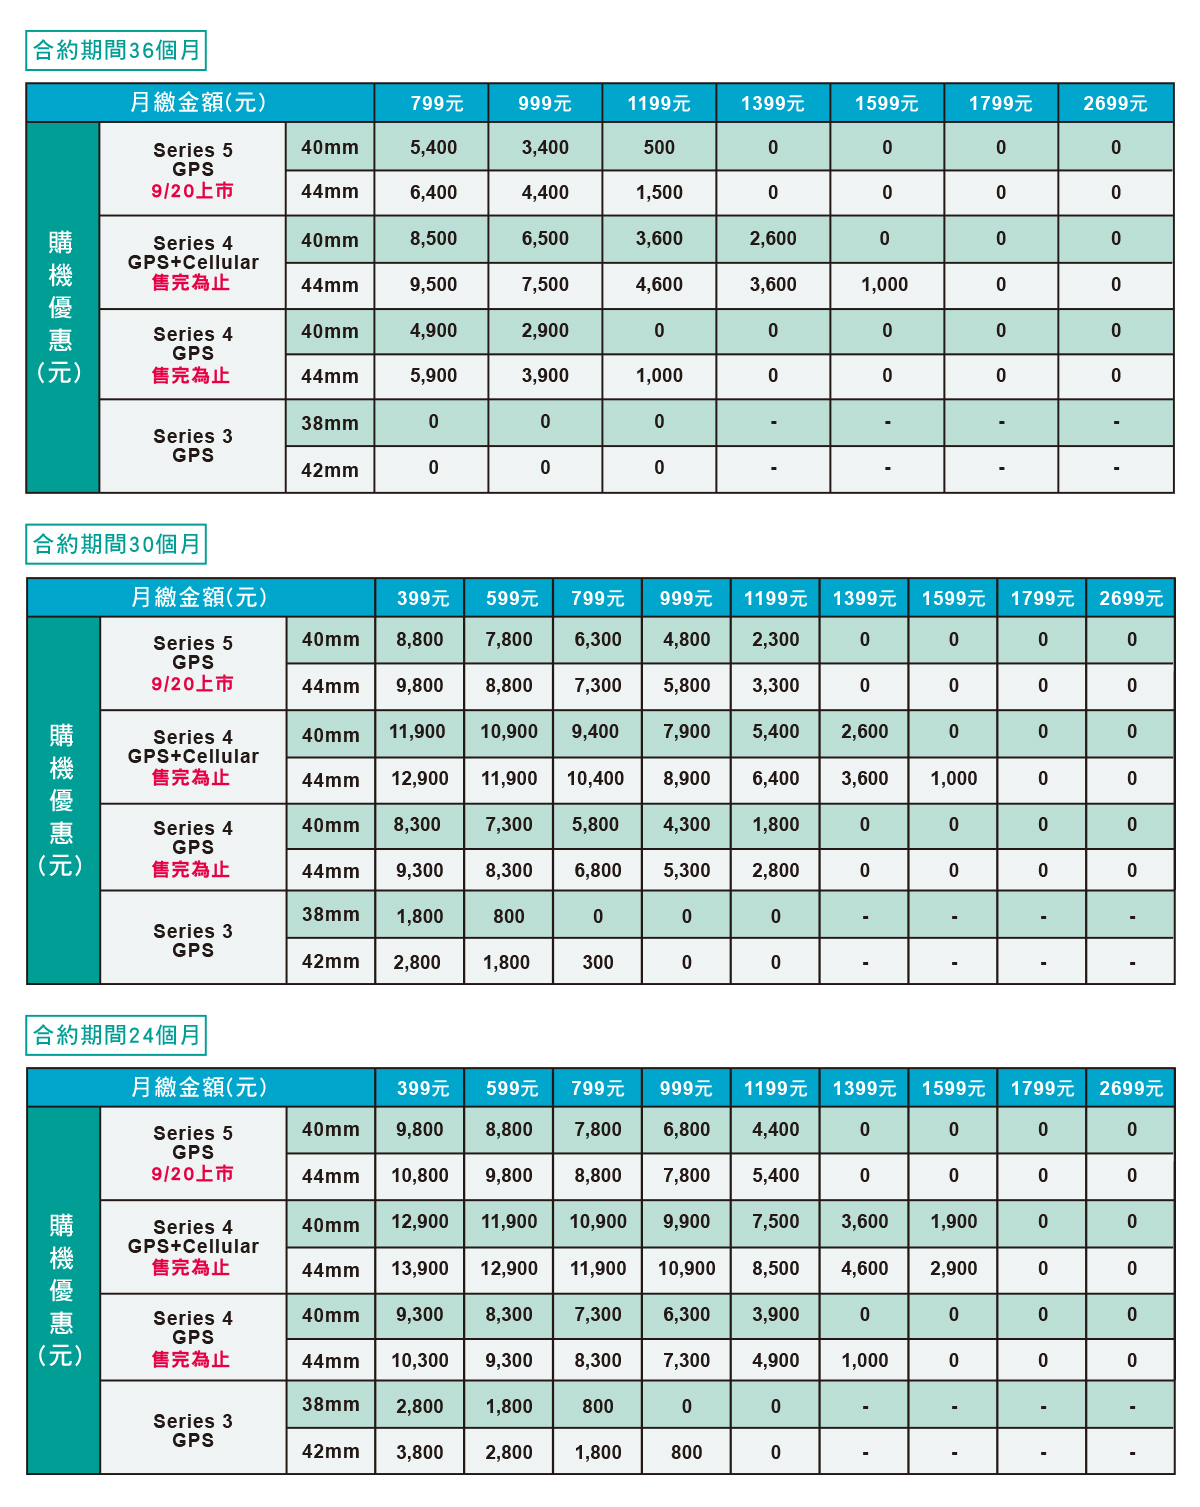 合約期間36個月
月繳金額(元) 799元 999元 1199元 1399元 1599元 1799元 2699元
購機優惠(元)
Series 5
GPS
9/20上市
40mm 5,400 3,400 500 0 0 0 0
44mm 6,400 4,400 1,500 0 0 0 0
Series 4
GPS+Cellular
售完為止
40mm 8,500 6,500 3,600 2,600 0 0 0
44mm 9,500 7,500 4,600 3,600 1,000 0 0
Series 4
GPS
售完為止
40mm 4,900 2,900 0 0 0 0 0
44mm 5,900 3,900 1,000 0 0 0 0
Series 3
GPS
38mm 0 0 0 - - - -
42mm 0 0 0 - - - -
合約期間30個月
月繳金額(元) 399元 599元 799元 999元 1199元 1399元 1599元 1799元 2699元
購機優惠(元)
Series 5
GPS
9/20上市
40mm 8,800 7,800 6,300 4,800 2,300 0 0 0 0
44mm 9,800 8,800 7,300 5,800 3,300 0 0 0 0
Series 4
GPS+Cellular
售完為止
40mm 11,900 10,900 9,400 7,900 5,400 2,600 0 0 0
44mm 12,900 11,900 10,400 8,900 6,400 3,600 1,000 0 0
Series 4
GPS
售完為止
40mm 8,300 7,300 5,800 4,300 1,800 0 0 0 0
44mm 9,300 8,300 6,800 5,300 2,800 0 0 0 0
Series 3
GPS
38mm 1,800 800 0 0 0 - - - -
42mm 2,800 1,800 300 0 0 - - - -
合約期間24個月
月繳金額(元) 399元 599元 799元 999元 1199元 1399元 1599元 1799元 2699元
購機優惠(元)
Series 5
GPS
9/20上市
40mm 9,800 8,800 7,800 6,800 4,400 0 0 0 0
44mm 10,800 9,800 8,800 7,800 5,400 0 0 0 0
Series 4
GPS+Cellular
售完為止
40mm 12,900 11,900 10,900 9,900 7,500 3,600 1,900 0 0
44mm 13,900 12,900 11,900 10,900 8,500 4,600 2,900 0 0
Series 4
GPS
售完為止
40mm 9,300 8,300 7,300 6,300 3,900 0 0 0 0
44mm 10,300 9,300 8,300 7,300 4,900 1,000 0 0 0
Series 3
GPS
38mm 2,800 1,800 800 0 0 - - - -
42mm 3,800 2,800 1,800 800 0 - - - -